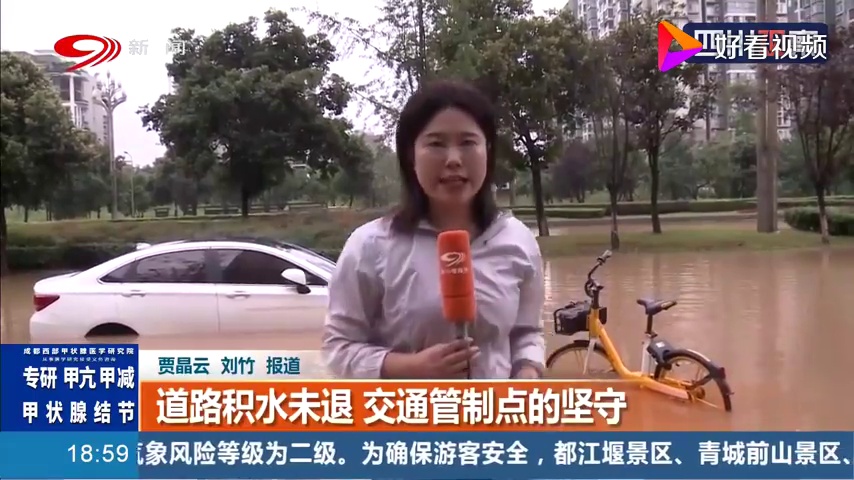 新闻
好看视频
贾晶云 刘竹 报道
道路积水未退 交通管制点的坚守
成都西部甲状腺医学研究院
专研 甲亢 甲减
甲状腺结节
18:59
气象风险等级为二级。为确保游客安全，都江堰景区、青城前山景区、